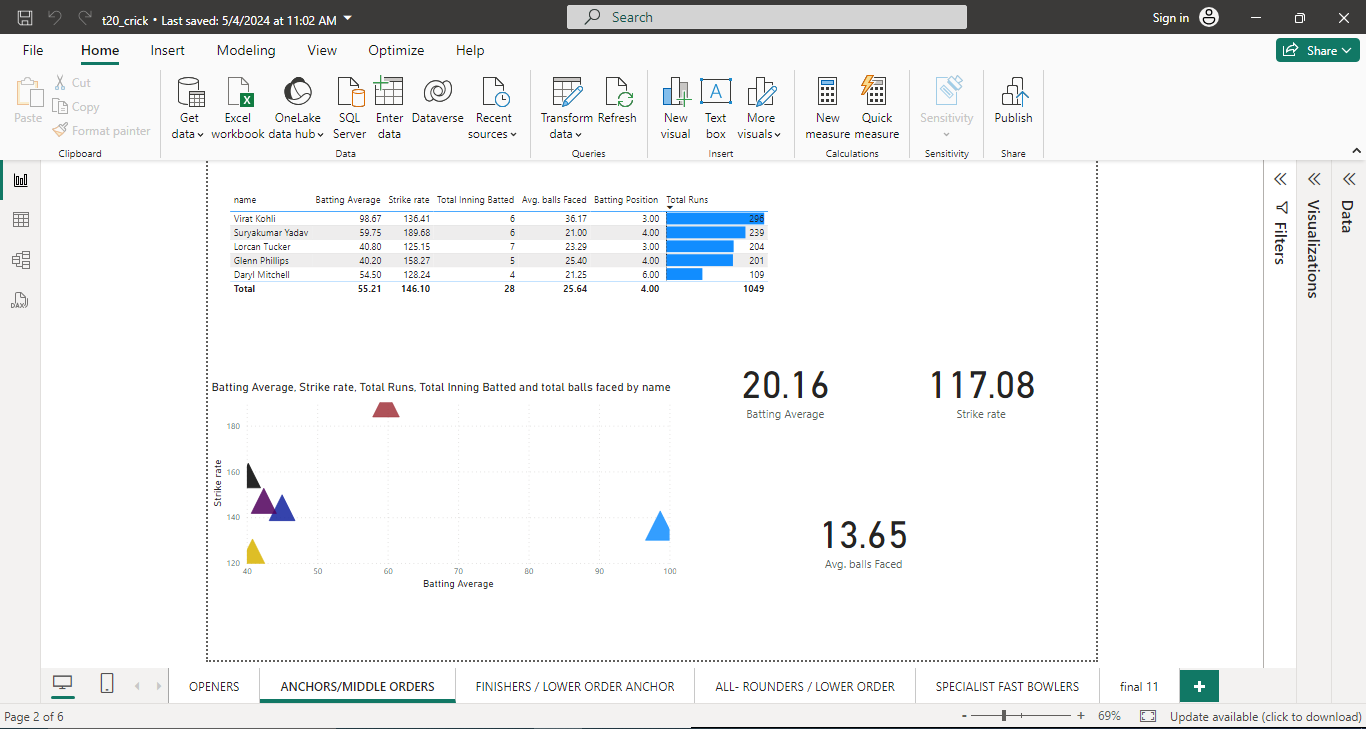 t20_crick • Last saved: 5/4/2024 at 11:02 AM
Search
Sign in
File Home Insert Modeling View Optimize Help
Share
Paste
Cut
Copy
Format painter
Clipboard
Get data
Excel workbook
OneLake data hub
SQL Server
Enter data
Dataverse
Recent sources
Data
Transform data
Refresh
Queries
New visual
Text box
More visuals
Insert
New measure
Quick measure
Calculations
Sensitivity
Sensitivity
Publish
Share
name Batting Average Strike rate Total Inning Batted Avg. balls Faced Batting Position Total Runs
Virat Kohli 98.67 136.41 6 36.17 3.00 296
Suryakumar Yadav 59.75 189.68 6 21.00 4.00 239
Lorcan Tucker 40.80 125.15 7 23.29 3.00 204
Glenn Phillips 40.20 158.27 5 25.40 4.00 201
Daryl Mitchell 54.50 128.24 4 21.25 6.00 109
Total 55.21 146.10 28 25.64 4.00 1049
Batting Average, Strike rate, Total Runs, Total Inning Batted and total balls faced by name
180
160
140
120
Strike rate
40 50 60 70 80 90 100
Batting Average
20.16
Batting Average
117.08
Strike rate
13.65
Avg. balls Faced
Filters
Visualizations
Data
DAX
OPENERS ANCHORS/MIDDLE ORDERS FINISHERS / LOWER ORDER ANCHOR ALL- ROUNDERS / LOWER ORDER SPECIALIST FAST BOWLERS final 11 +
Page 2 of 6
- + 69% Update available (click to download)